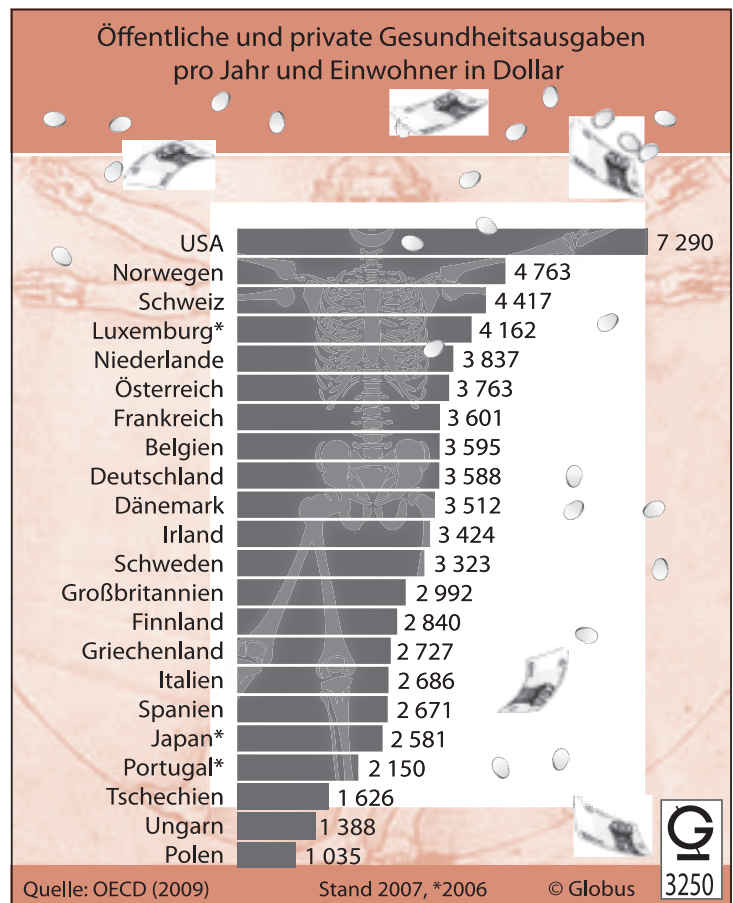 Öffentliche und private Gesundheitsausgaben
pro Jahr und Einwohner in Dollar
USA 7 290
Norwegen 4 763
Schweiz 4 417
Luxemburg* 4 162
Niederlande 3 837
Österreich 3 763
Frankreich 3 601
Belgien 3 595
Deutschland 3 588
Dänemark 3 512
Irland 3 424
Schweden 3 323
Großbritannien 2 992
Finnland 2 840
Griechenland 2 727
Italien 2 686
Spanien 2 671
Japan* 2 581
Portugal* 2 150
Tschechien 1 626
Ungarn 1 388
Polen 1 035
Quelle: OECD (2009) Stand 2007, *2006 © Globus
G
3250